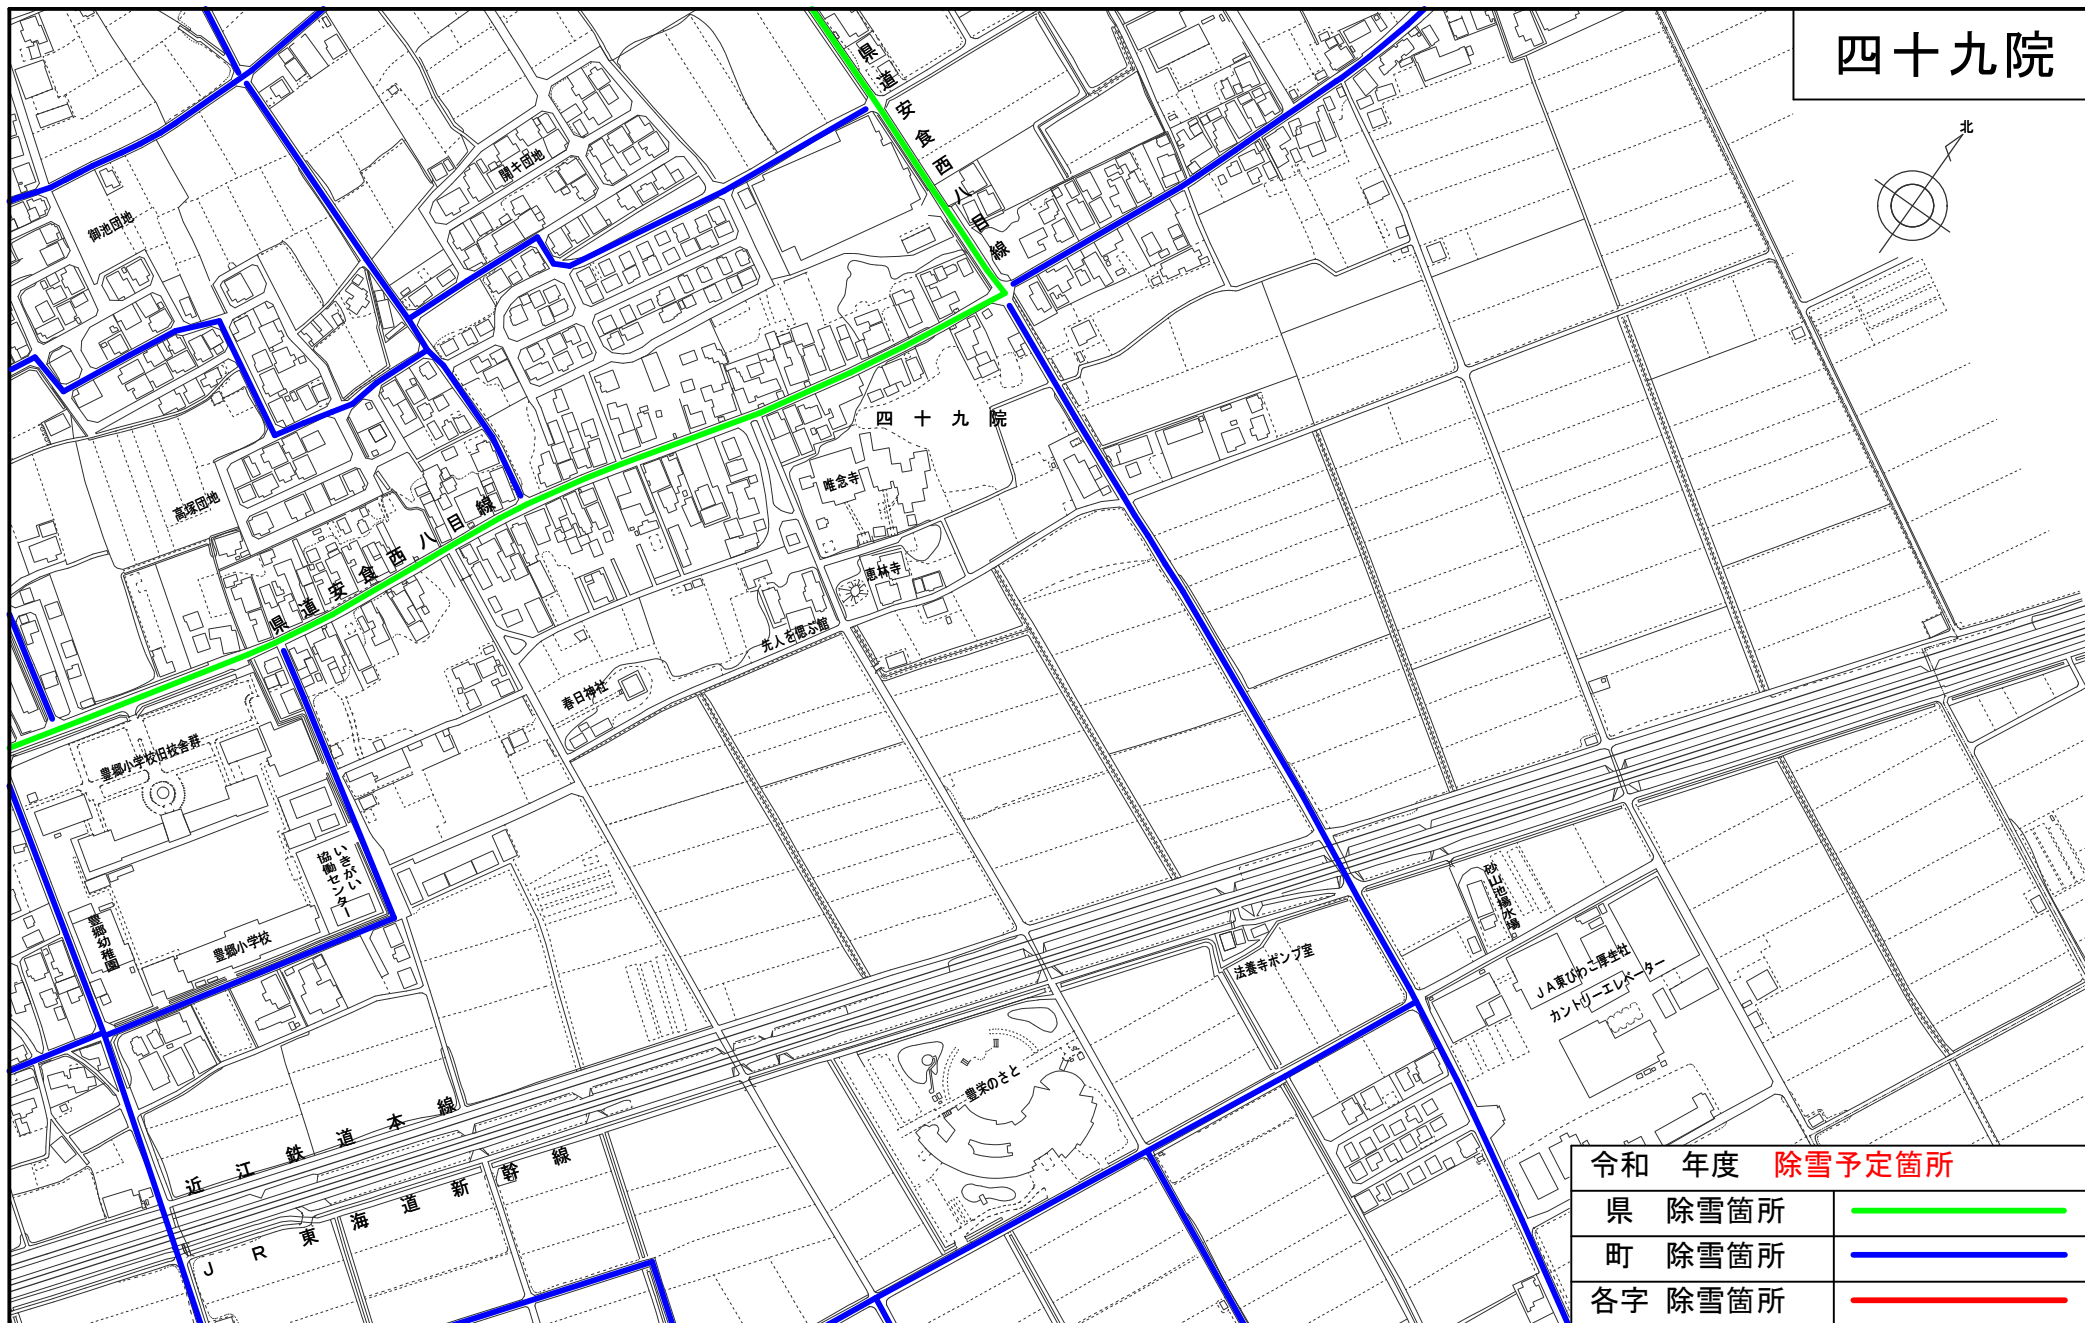 四十九院
北
県道安食西八目線
開キ団地
御池団地
四十九院
唯念寺
高塚団地
県道安食西八目線
恵林寺
先人を偲ぶ館
春日神社
豊郷小学校旧校舎群
いきがい
協働センター
豊郷幼稚園
豊郷小学校
砂山池揚水場
法養寺ポンプ室
JA東びわこ厚生社
カントリーエレベーター
豊栄のさと
近江鉄道本線
JR東海道新幹線
令和 年度 除雪予定箇所
県 除雪箇所
町 除雪箇所
各字 除雪箇所